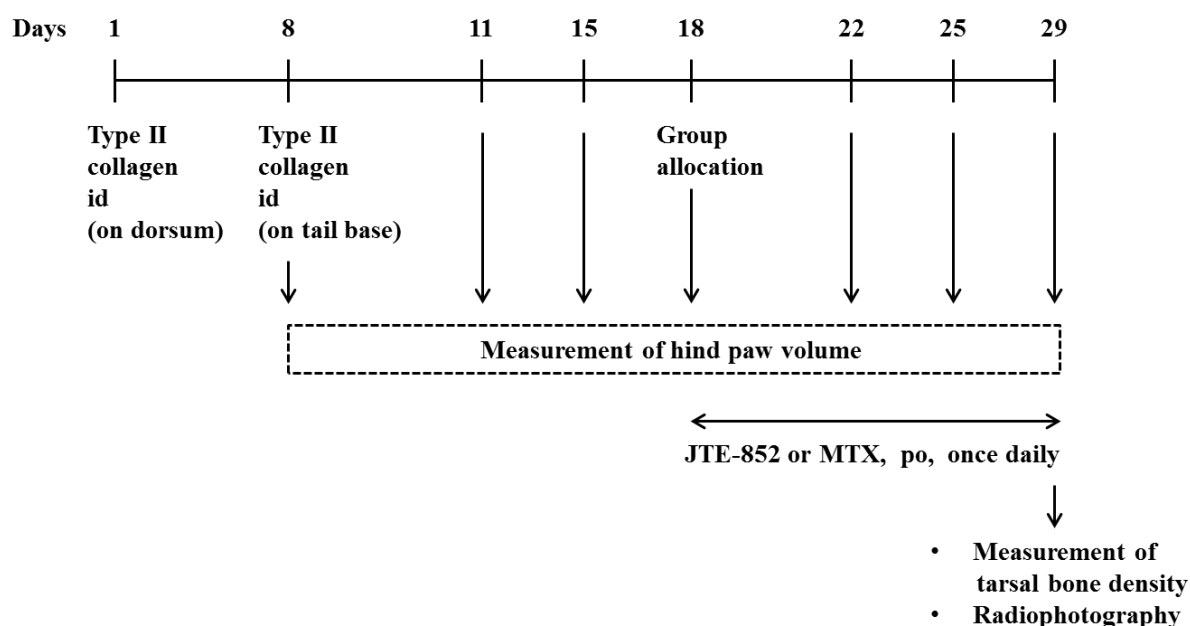 Days 1 8 11 15 18 22 25 29
Type II
collagen
id
(on dorsum)
Type II
collagen
id
(on tail base)
Group
allocation
Measurement of hind paw volume
JTE-852 or MTX, po, once daily
• Measurement of
tarsal bone density
• Radiophotography